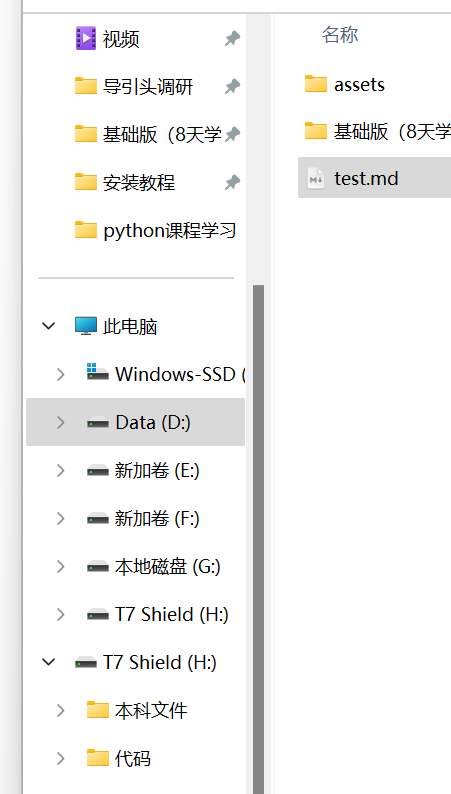 视频
导引头调研
基础版（8天学
安装教程
python课程学习
此电脑
Windows-SSD (
Data (D:)
新加卷 (E:)
新加卷 (F:)
本地磁盘 (G:)
T7 Shield (H:)
T7 Shield (H:)
本科文件
代码
名称
assets
基础版（8天学
test.md